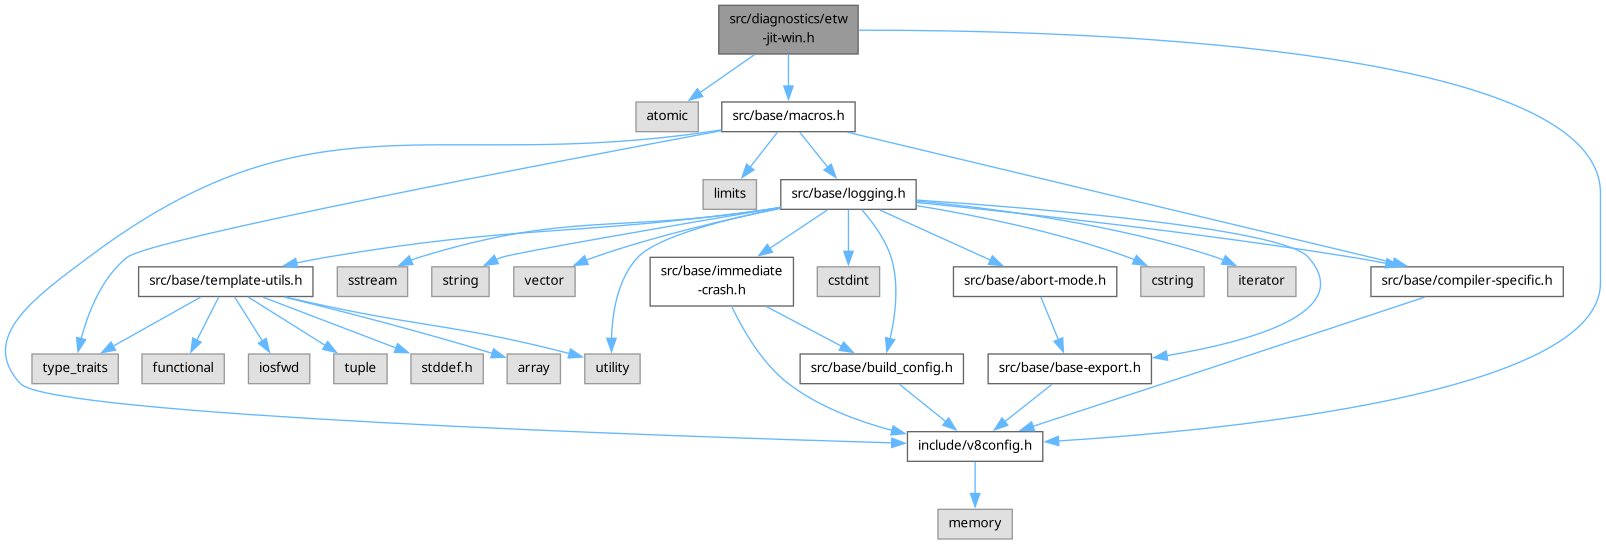 src/diagnostics/etw
-jit-win.h
atomic
src/base/macros.h
limits
src/base/logging.h
src/base/template-utils.h
sstream
string
vector
src/base/immediate
-crash.h
cstdint
src/base/abort-mode.h
cstring
iterator
src/base/compiler-specific.h
type_traits
functional
iosfwd
tuple
stddef.h
array
utility
src/base/build_config.h
src/base/base-export.h
include/v8config.h
memory